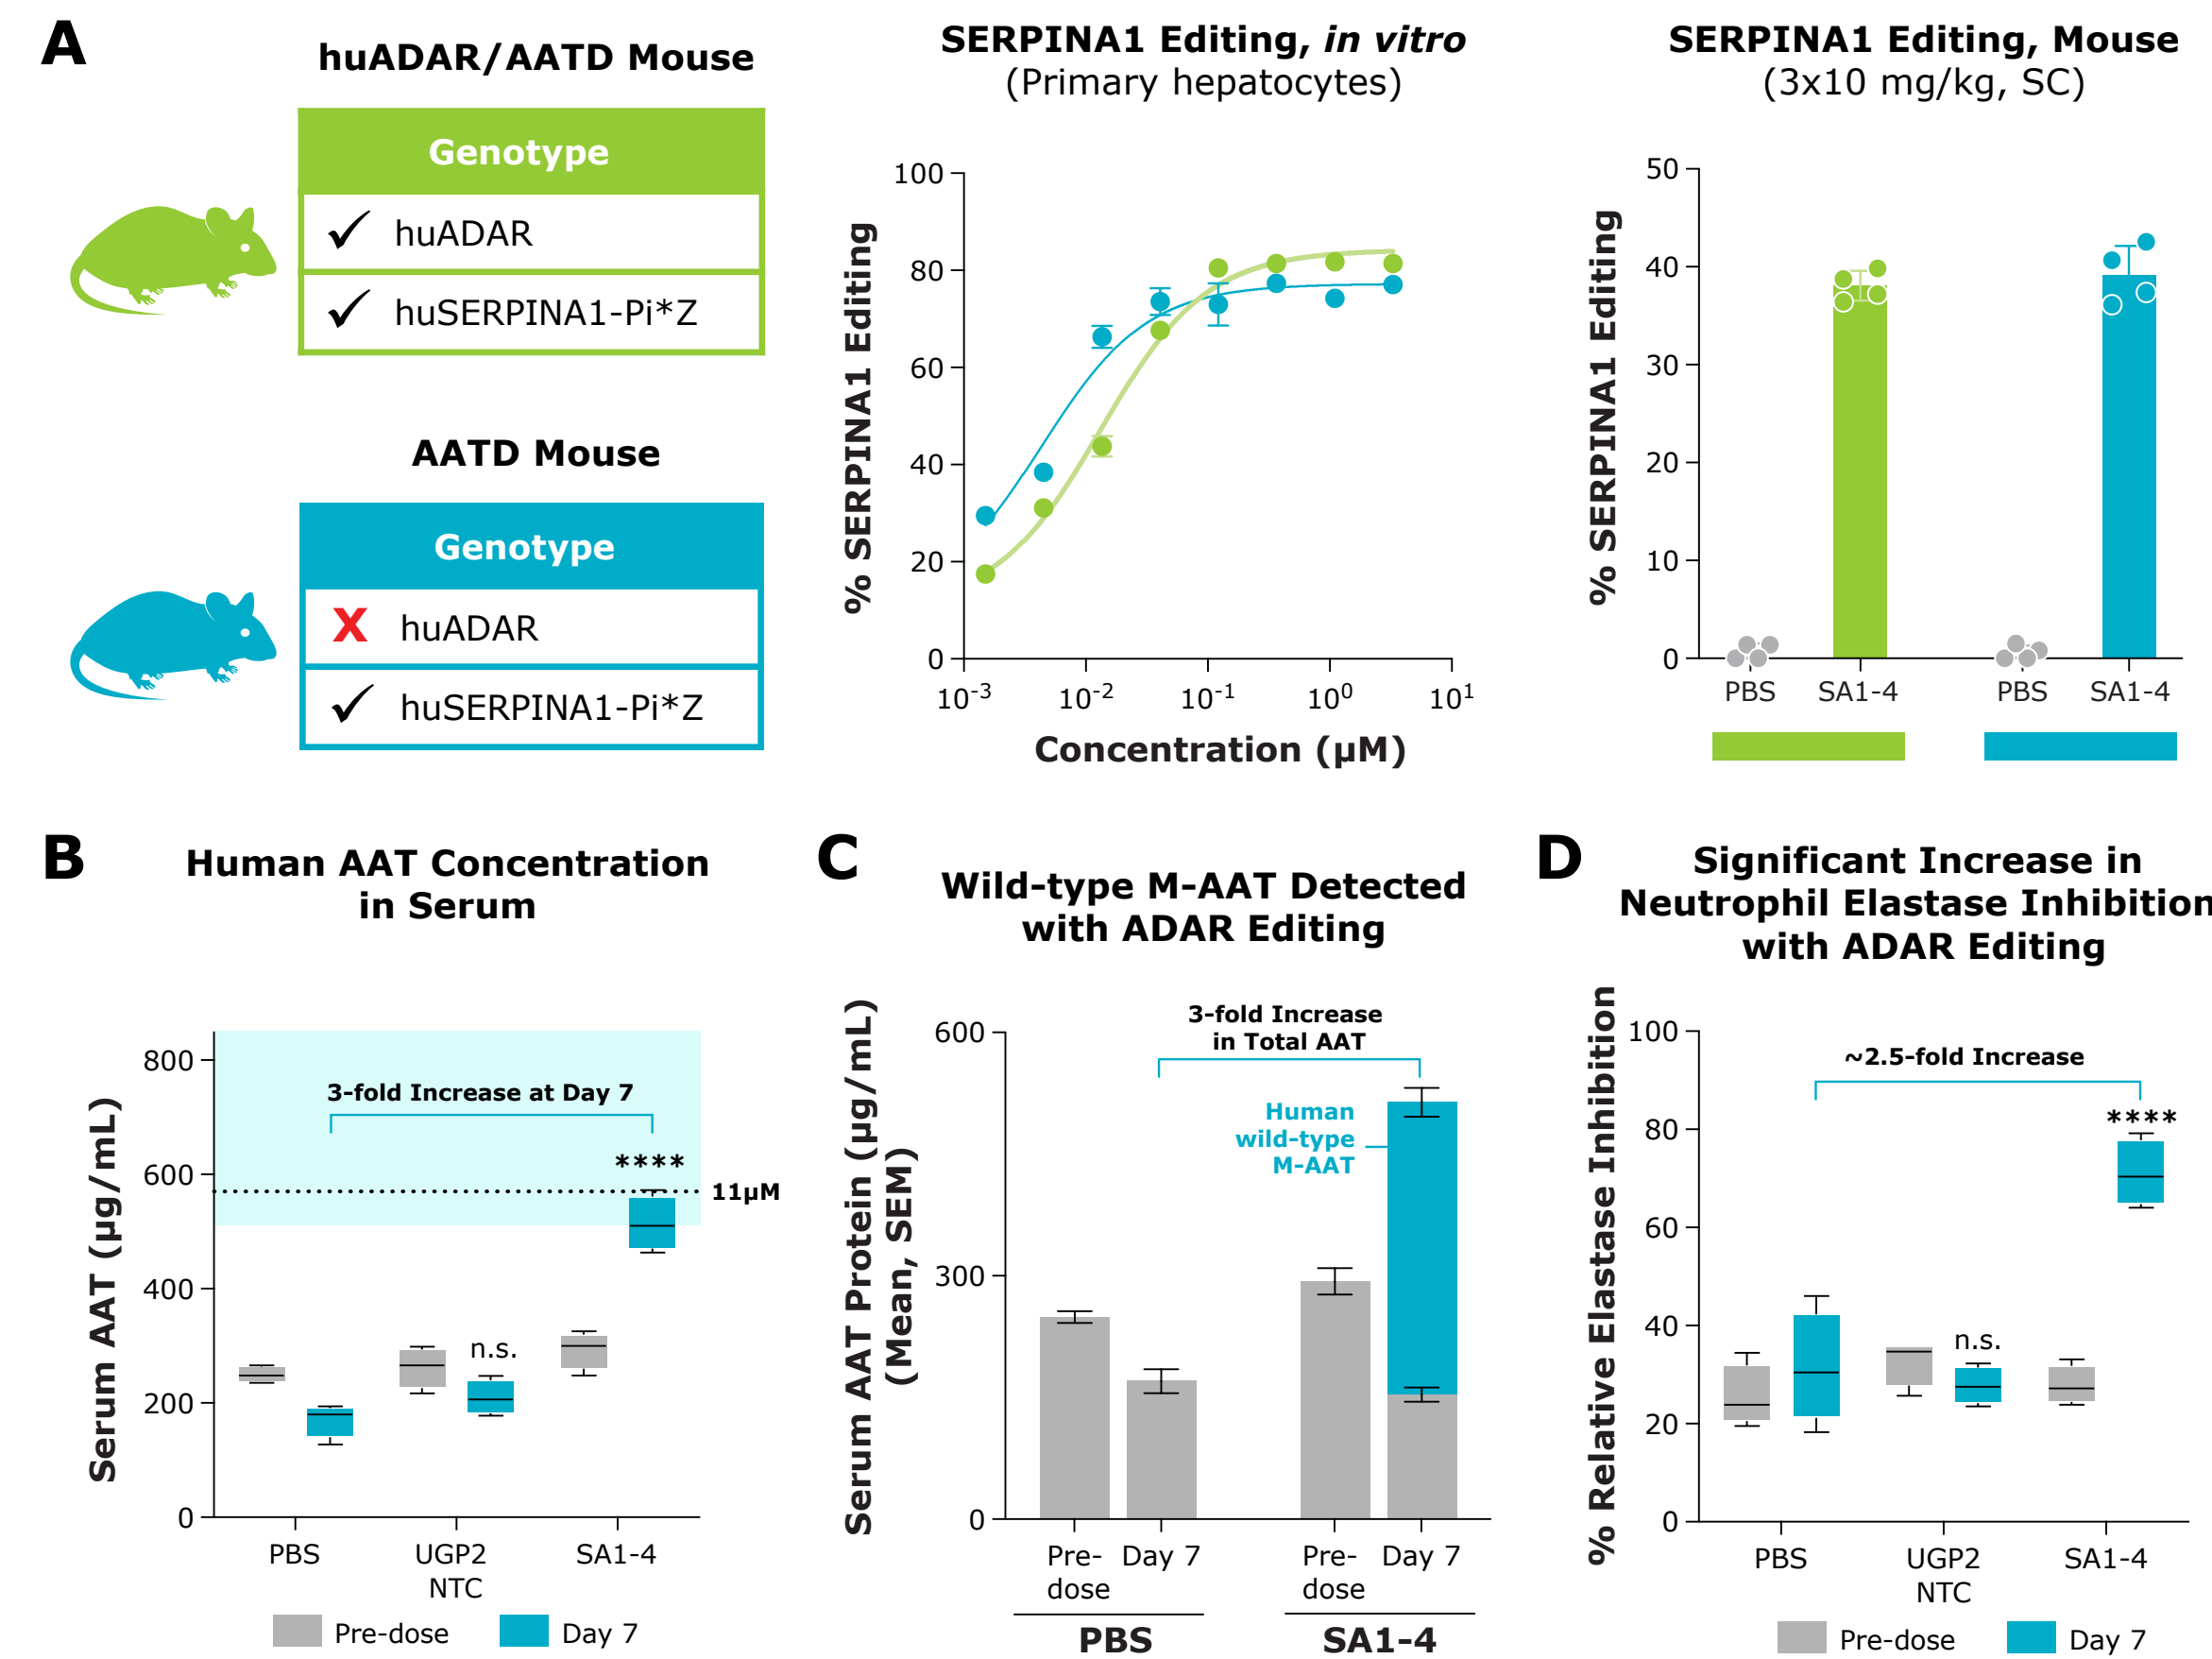 A
huADAR/AATD Mouse
Genotype
✓ huADAR
✓ huSERPINA1-Pi*Z
AATD Mouse
Genotype
X huADAR
✓ huSERPINA1-Pi*Z
SERPINA1 Editing, in vitro
(Primary hepatocytes)
% SERPINA1 Editing
100
80
60
40
20
0
10-3 10-2 10-1 100 101
Concentration (µM)
SERPINA1 Editing, Mouse
(3x10 mg/kg, SC)
% SERPINA1 Editing
50
40
30
20
10
0
PBS SA1-4 PBS SA1-4
B
Human AAT Concentration
in Serum
Serum AAT (µg/mL)
800
600
400
200
0
3-fold Increase at Day 7
****
11µM
n.s.
PBS UGP2 SA1-4
NTC
Pre-dose Day 7
C
Wild-type M-AAT Detected
with ADAR Editing
Serum AAT Protein (µg/mL)
(Mean, SEM)
600
300
0
3-fold Increase
in Total AAT
Human
wild-type
M-AAT
Pre- Day 7 Pre- Day 7
dose dose
PBS SA1-4
D
Significant Increase in
Neutrophil Elastase Inhibition
with ADAR Editing
% Relative Elastase Inhibition
100
80
60
40
20
0
~2.5-fold Increase
****
n.s.
PBS UGP2 SA1-4
NTC
Pre-dose Day 7